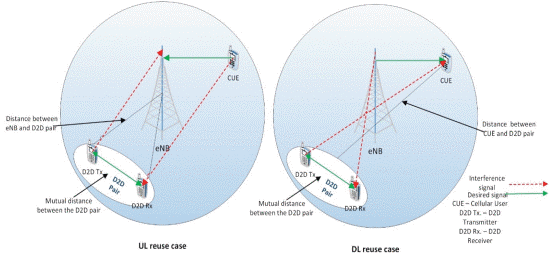 CUE
Distance between
eNB and D2D pair
eNB
D2D Tx
D2D
Pair
D2D Rx
Mutual distance
between the D2D pair
UL reuse case
CUE
Distance between
CUE and D2D pair
eNB
D2D Tx
D2D
Pair
D2D Rx
Mutual distance
between the D2D pair
DL reuse case
Interference
signal
Desired signal
CUE – Cellular User
D2D Tx. – D2D
Transmitter
D2D Rx. – D2D
Receiver